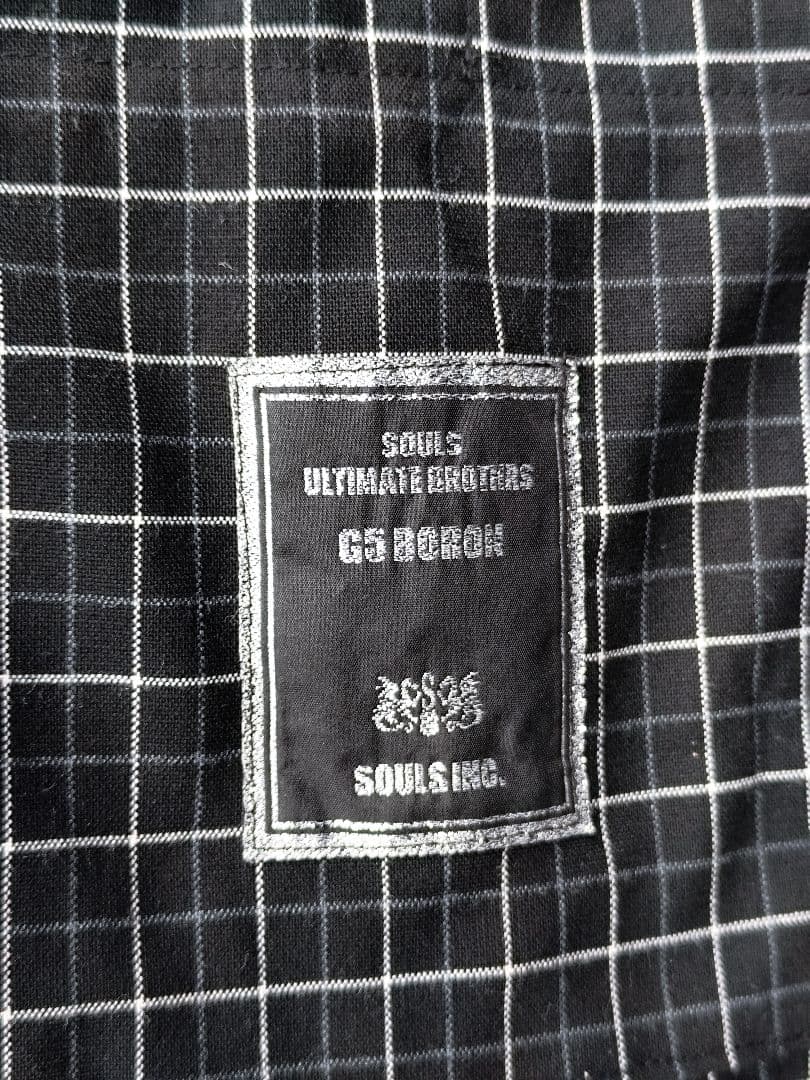 SOULS
ULTIMATE BROTHRS
G5 BORON
SOULS INC.